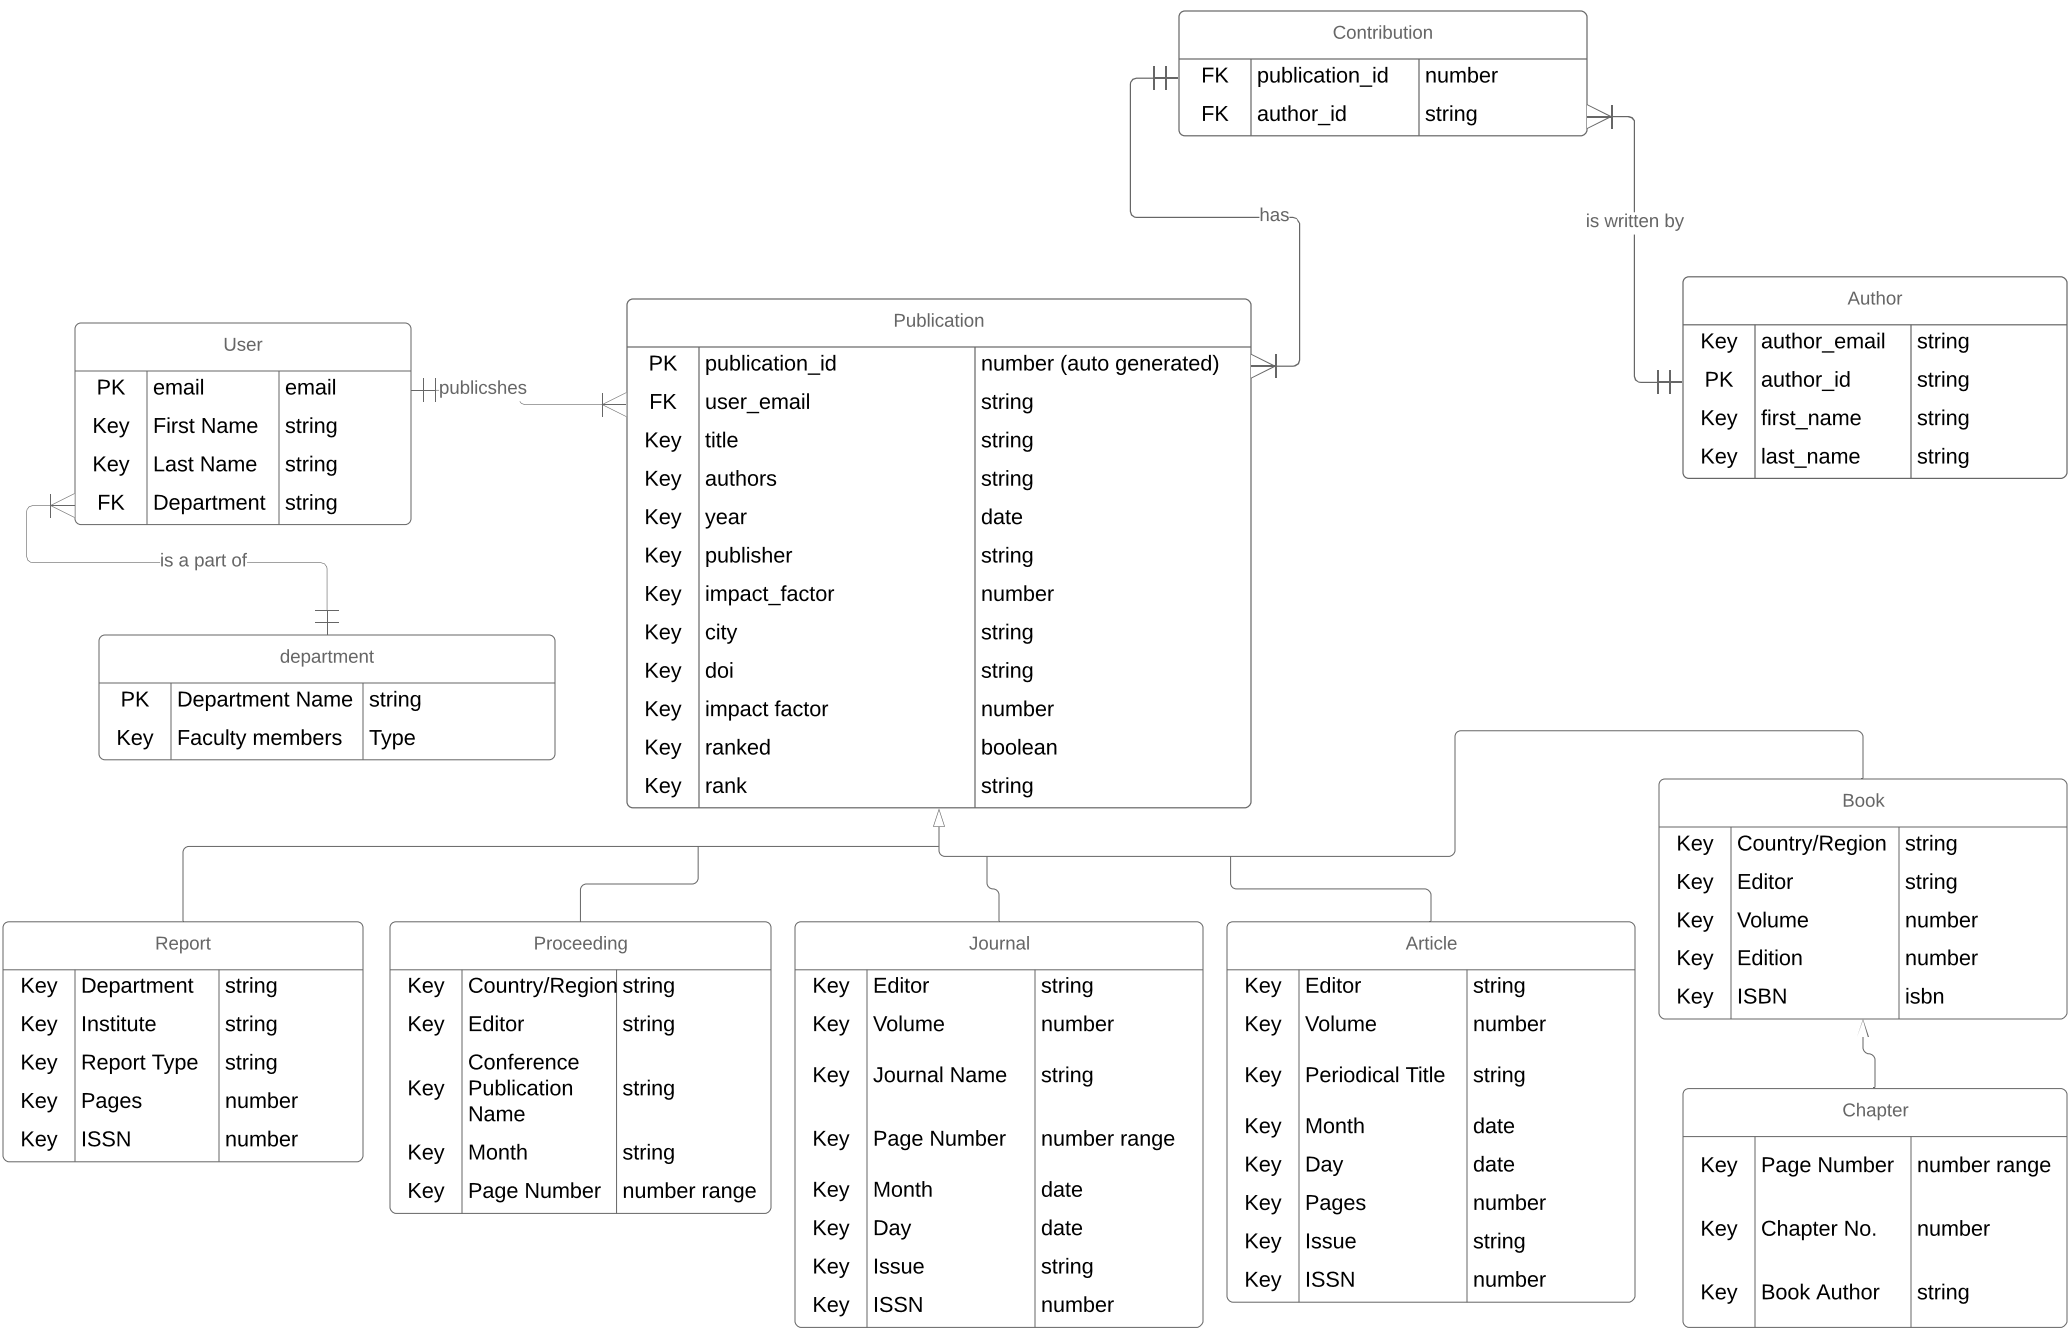 Contribution
FK publication_id number
FK author_id string
has
is written by
Author
Key author_email string
PK author_id string
Key first_name string
Key last_name string
User
PK email email
Key First Name string
Key Last Name string
FK Department string
publicshes
is a part of
department
PK Department Name string
Key Faculty members Type
Publication
PK publication_id number (auto generated)
FK user_email string
Key title string
Key authors string
Key year date
Key publisher string
Key impact_factor number
Key city string
Key doi string
Key impact factor number
Key ranked boolean
Key rank string
Book
Key Country/Region string
Key Editor string
Key Volume number
Key Edition number
Key ISBN isbn
Report
Key Department string
Key Institute string
Key Report Type string
Key Pages number
Key ISSN number
Proceeding
Key Country/Region string
Key Editor string
Conference
Key Publication string
Name
Key Month string
Key Page Number number range
Journal
Key Editor string
Key Volume number
Key Journal Name string
Key Page Number number range
Key Month date
Key Day date
Key Issue string
Key ISSN number
Article
Key Editor string
Key Volume number
Key Periodical Title string
Key Month date
Key Day date
Key Pages number
Key Issue string
Key ISSN number
Chapter
Key Page Number number range
Key Chapter No. number
Key Book Author string